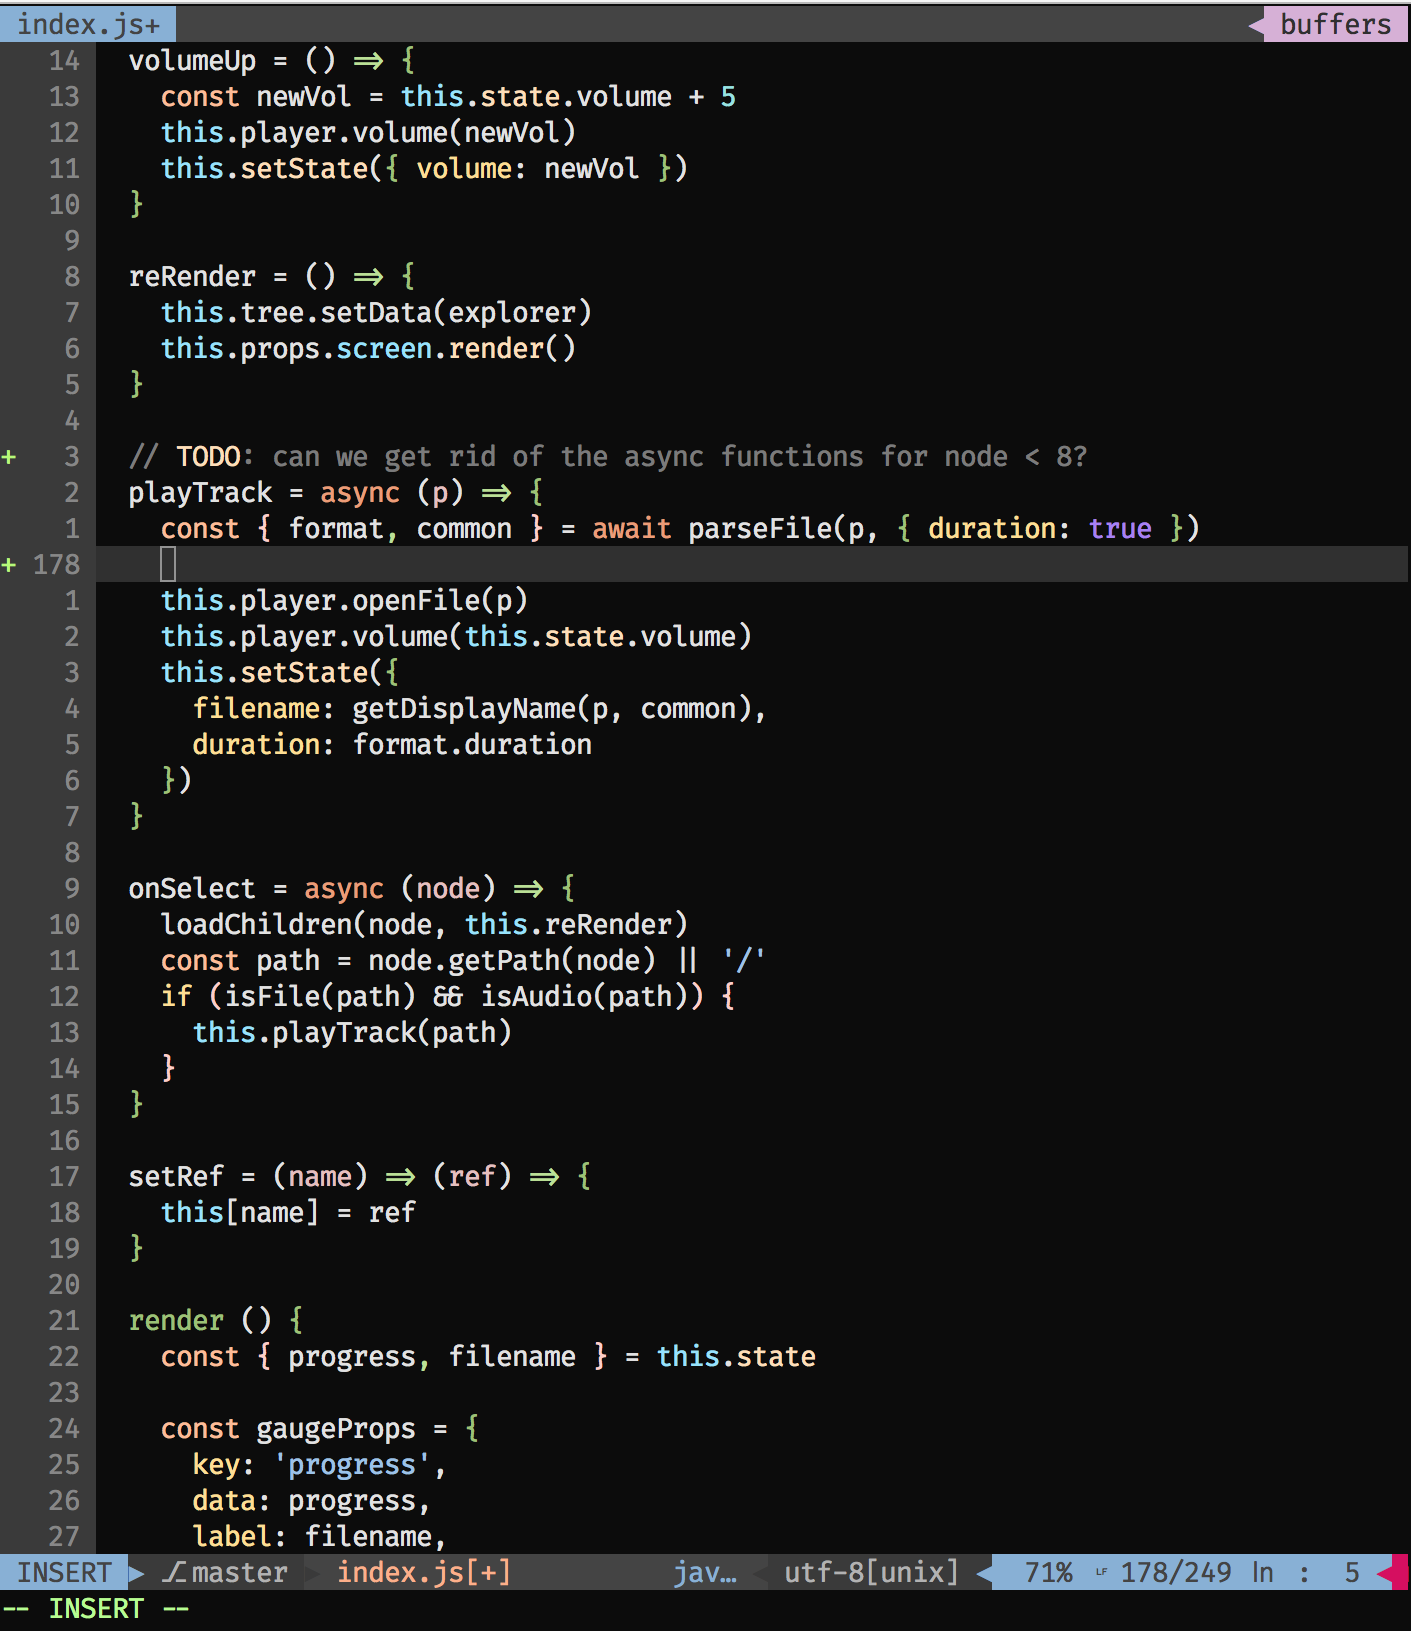 index.js+ buffers
14 volumeUp = () => {
13 const newVol = this.state.volume + 5
12 this.player.volume(newVol)
11 this.setState({ volume: newVol })
10 }
9
8 reRender = () => {
7 this.tree.setData(explorer)
6 this.props.screen.render()
5 }
4
+ 3 // TODO: can we get rid of the async functions for node < 8?
2 playTrack = async (p) => {
1 const { format, common } = await parseFile(p, { duration: true })
+ 178
1 this.player.openFile(p)
2 this.player.volume(this.state.volume)
3 this.setState({
4 filename: getDisplayName(p, common),
5 duration: format.duration
6 })
7 }
8
9 onSelect = async (node) => {
10 loadChildren(node, this.reRender)
11 const path = node.getPath(node) || '/'
12 if (isFile(path) && isAudio(path)) {
13 this.playTrack(path)
14 }
15 }
16
17 setRef = (name) => (ref) => {
18 this[name] = ref
19 }
20
21 render () {
22 const { progress, filename } = this.state
23
24 const gaugeProps = {
25 key: 'progress',
26 data: progress,
27 label: filename,
INSERT master index.js[+] jav… utf-8[unix] 71% LF 178/249 ln : 5
-- INSERT --